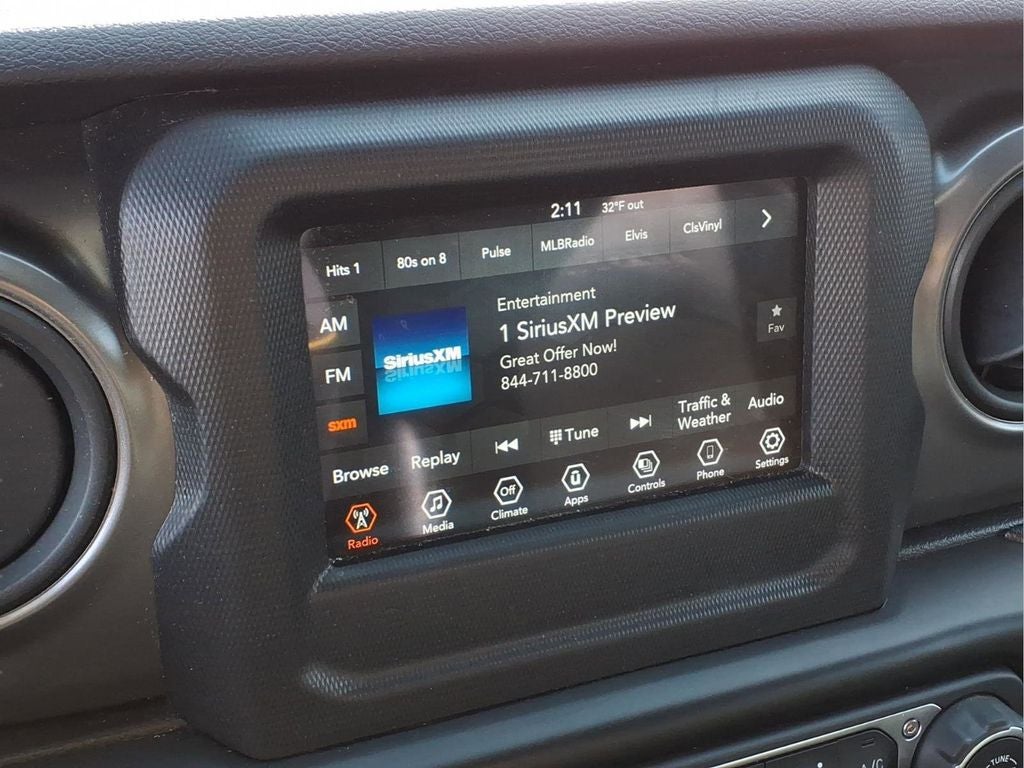 2:11 32°F out
Hits 1 80s on 8 Pulse MLBRadio Elvis ClsVinyl
AM
FM
sxm
SiriusXM
Entertainment
1 SiriusXM Preview
Great Offer Now!
844-711-8800
Fav
Browse Replay Tune Traffic &
Weather
Audio
Radio Media Off
Climate
Apps Controls Phone Settings
A/C
TUNE